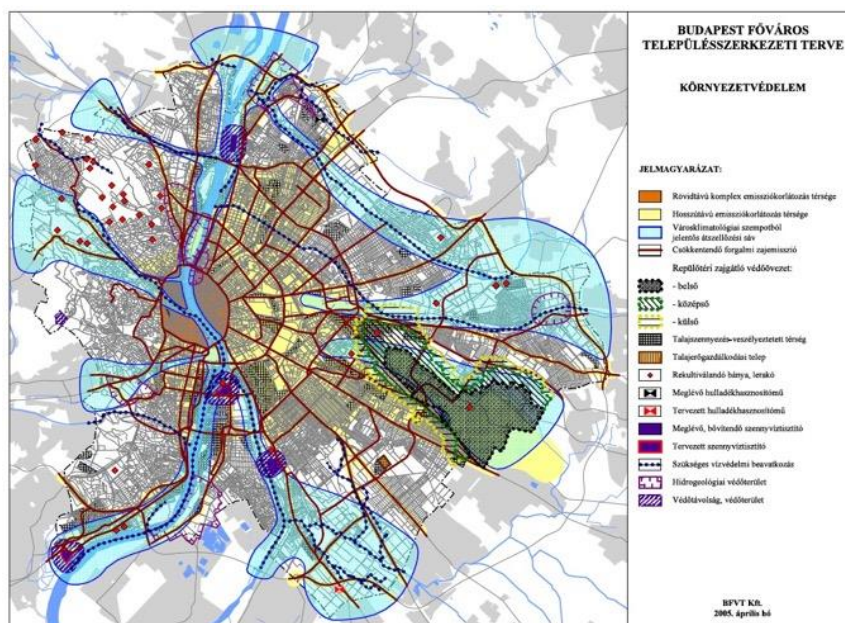 BUDAPEST FŐVÁROS
TELEPÜLÉSSZERKEZETI TERVE
KÖRNYEZETVÉDELEM
JELMAGYARÁZAT:
Rövidtávú komplex emissziókorlátozás térsége
Hosszútávú emissziókorlátozás térsége
Városklimatológiai szempotból
jelentős átszellőzési sáv
Csökkentendő forgalmi zajemisszió
Repülőtéri zajgátló védőövezet:
- belső
- középső
- külső
Talajszennyezés-veszélyeztetett térség
Talajerőgazdálkodási telep
Rekultiválandó bánya, lerakó
Meglévő hulladékhasznosítómű
Tervezett hulladékhasznosítómű
Meglévő, bővítendő szennyvíztisztító
Tervezett szennyvíztisztító
Szükséges vízvédelmi beavatkozás
Hidrogeológiai védőterület
Védőtávolság, védőterület
BFVT Kft.
2005. április hó